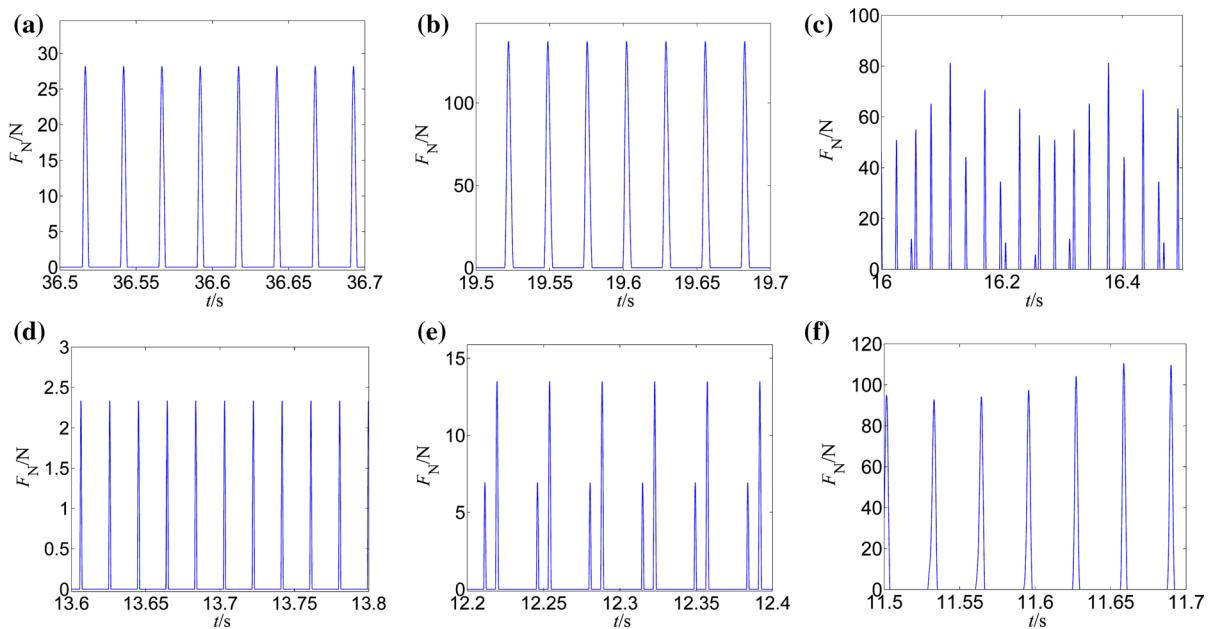 (a)
30
25
20
15
10
5
0
F_N/N
36.5 36.55 36.6 36.65 36.7
t/s
(b)
100
50
0
F_N/N
19.5 19.55 19.6 19.65 19.7
t/s
(c)
100
80
60
40
20
0
F_N/N
16 16.2 16.4
t/s
(d)
3
2.5
2
1.5
1
0.5
0
F_N/N
13.6 13.65 13.7 13.75 13.8
t/s
(e)
15
10
5
0
F_N/N
12.2 12.25 12.3 12.35 12.4
t/s
(f)
120
100
80
60
40
20
0
F_N/N
11.5 11.55 11.6 11.65 11.7
t/s